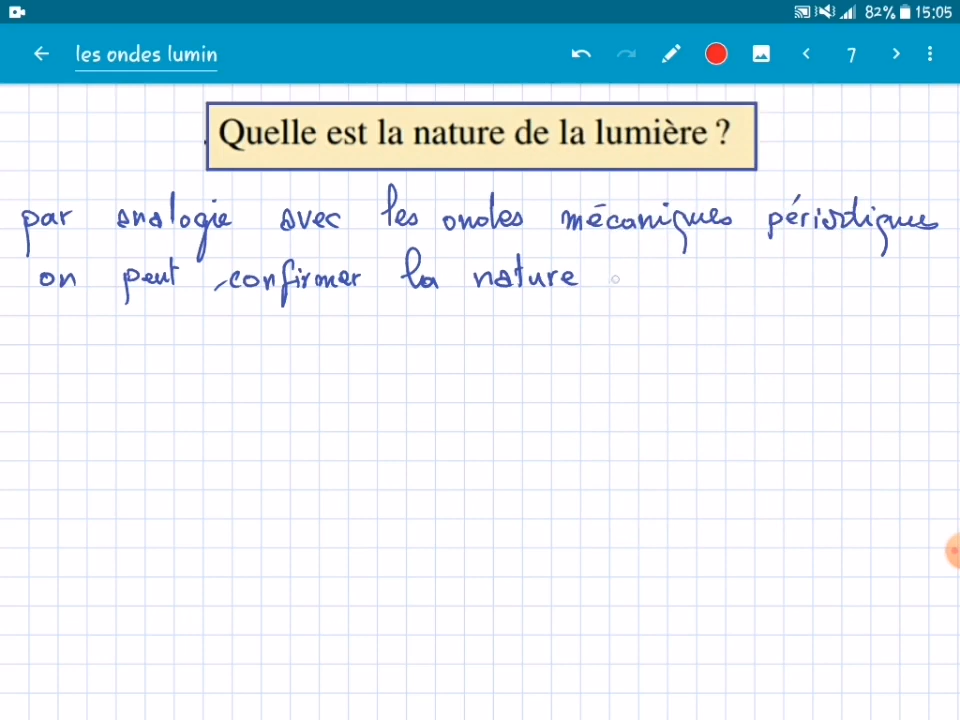 82% 15:05
les ondes lumin 7
Quelle est la nature de la lumière ?
par analogie avec les ondes mécaniques périodiques
on peut confirmer la nature